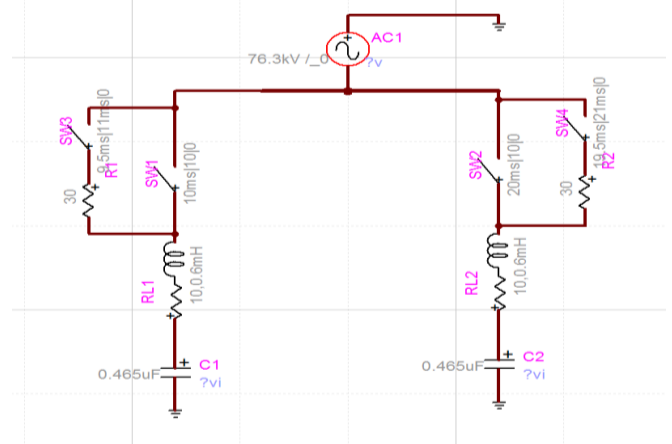 AC1
76.3kV /_0
?v
SW3
9.5ms|11ms|0
R1
30
SW1
10ms|10|0
SW2
20ms|10|0
SW4
19.5ms|21ms|0
R2
30
RL1
10,0.6mH
RL2
10,0.6mH
C1
0.465uF
?vi
C2
0.465uF
?vi